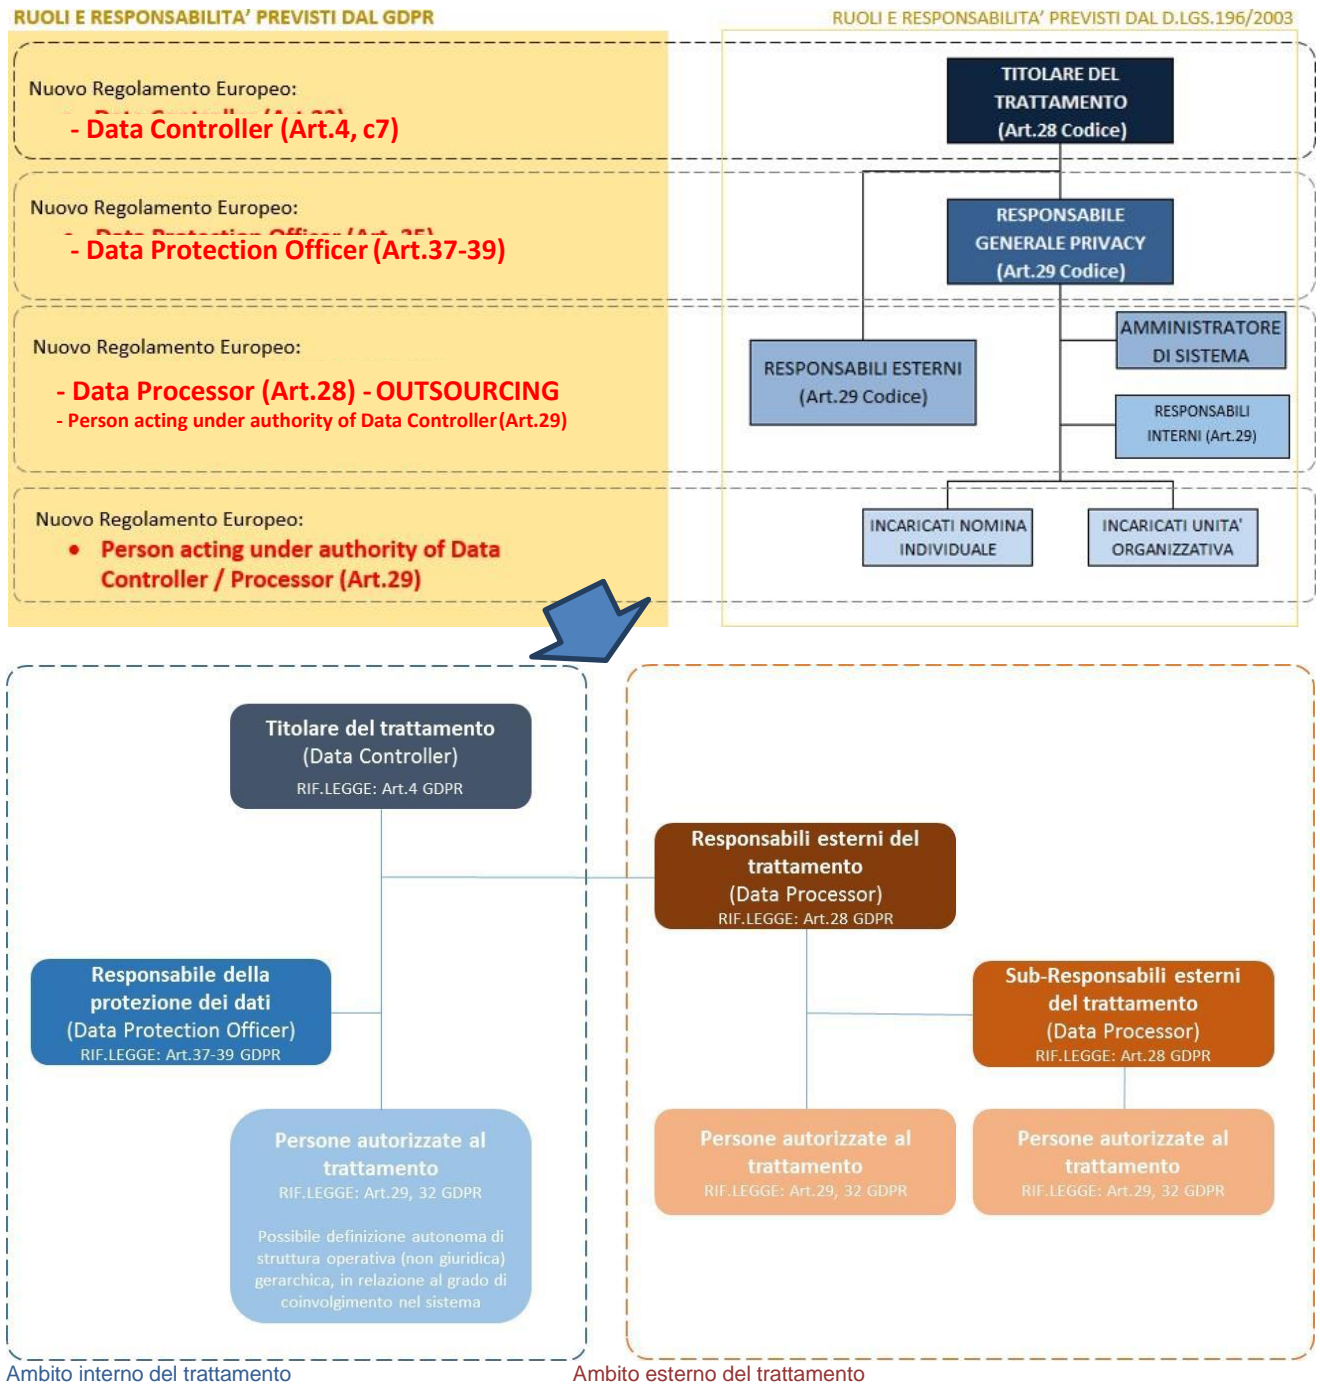 RUOLI E RESPONSABILITA' PREVISTI DAL GDPR
RUOLI E RESPONSABILITA' PREVISTI DAL D.LGS.196/2003
Nuovo Regolamento Europeo:
- Data Controller (Art.4, c7)
TITOLARE DEL
TRATTAMENTO
(Art.28 Codice)
Nuovo Regolamento Europeo:
• Data Protection Officer (Art. 35)
- Data Protection Officer (Art.37-39)
RESPONSABILE
GENERALE PRIVACY
(Art.29 Codice)
Nuovo Regolamento Europeo:
- Data Processor (Art.28) - OUTSOURCING
- Person acting under authority of Data Controller (Art.29)
RESPONSABILI ESTERNI
(Art.29 Codice)
AMMINISTRATORE
DI SISTEMA
RESPONSABILI
INTERNI (Art.29)
Nuovo Regolamento Europeo:
• Person acting under authority of Data
Controller / Processor (Art.29)
INCARICATI NOMINA
INDIVIDUALE
INCARICATI UNITA'
ORGANIZZATIVA
Titolare del trattamento
(Data Controller)
RIF.LEGGE: Art.4 GDPR
Responsabili esterni del
trattamento
(Data Processor)
RIF.LEGGE: Art.28 GDPR
Responsabile della
protezione dei dati
(Data Protection Officer)
RIF.LEGGE: Art.37-39 GDPR
Sub-Responsabili esterni
del trattamento
(Data Processor)
RIF.LEGGE: Art.28 GDPR
Persone autorizzate al
trattamento
RIF.LEGGE: Art.29, 32 GDPR
Possibile definizione autonoma di
struttura operativa (non giuridica)
gerarchica, in relazione al grado di
coinvolgimento nel sistema
Persone autorizzate al
trattamento
RIF.LEGGE: Art.29, 32 GDPR
Persone autorizzate al
trattamento
RIF.LEGGE: Art.29, 32 GDPR
Ambito interno del trattamento
Ambito esterno del trattamento